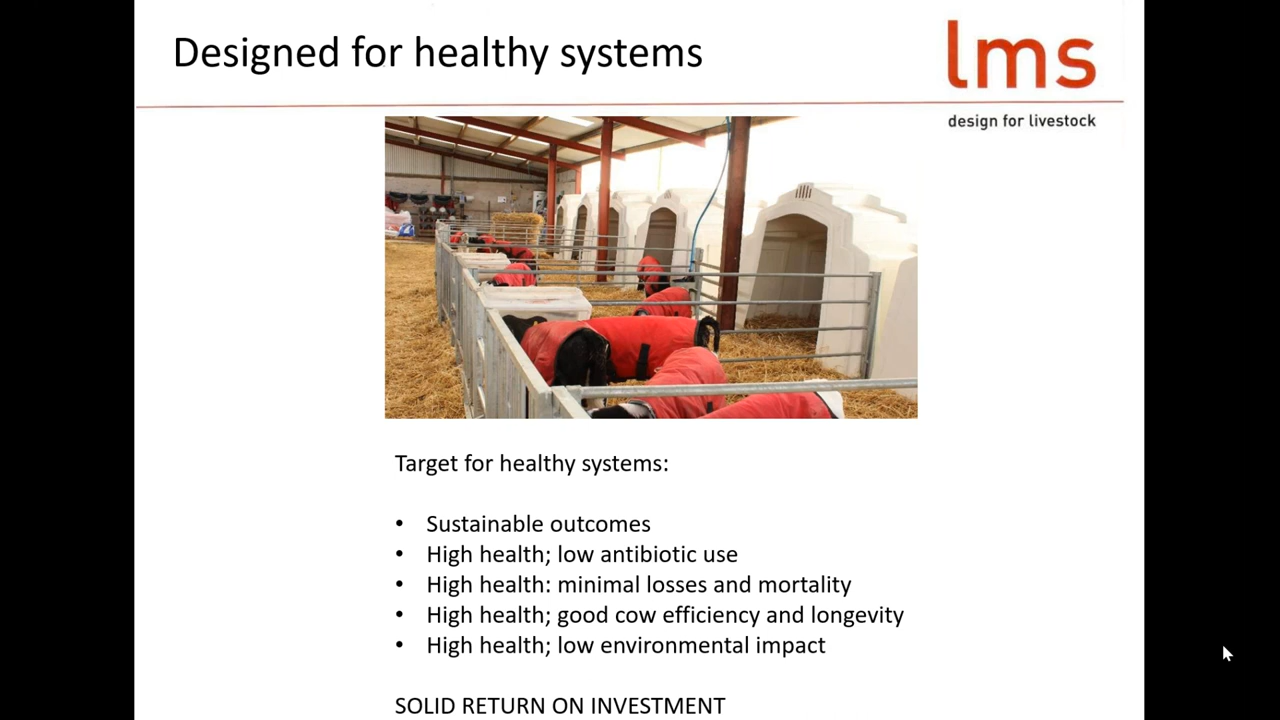 Designed for healthy systems
lms
design for livestock
Target for healthy systems:
• Sustainable outcomes
• High health; low antibiotic use
• High health: minimal losses and mortality
• High health; good cow efficiency and longevity
• High health; low environmental impact
SOLID RETURN ON INVESTMENT